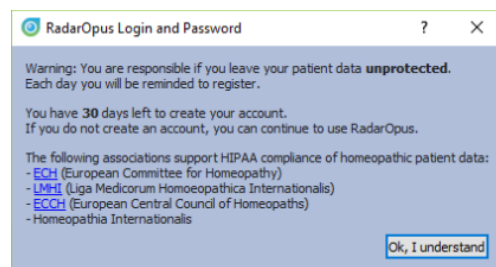 RadarOpus Login and Password
Warning: You are responsible if you leave your patient data unprotected.
Each day you will be reminded to register.
You have 30 days left to create your account.
If you do not create an account, you can continue to use RadarOpus.
The following associations support HIPAA compliance of homeopathic patient data:
- ECH (European Committee for Homeopathy)
- LMHI (Liga Medicorum Homoeopathica Internationalis)
- ECCH (European Central Council of Homeopaths)
- Homeopathia Internationalis
Ok, I understand